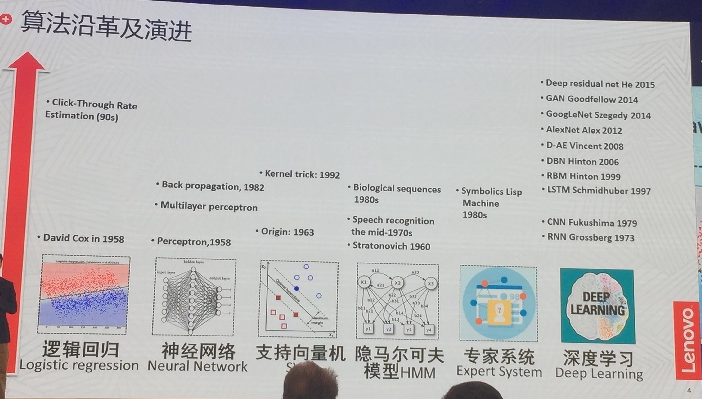 算法沿革及演进
• Click-Through Rate
Estimation (90s)
• David Cox in 1958
逻辑回归
Logistic regression
• Back propagation, 1982
• Multilayer perceptron
• Perceptron,1958
神经网络
Neural Network
• Kernel trick: 1992
• Origin: 1963
支持向量机
• Biological sequences
1980s
• Speech recognition
the mid-1970s
• Stratonovich 1960
隐马尔可夫
模型HMM
• Symbolics Lisp
Machine
1980s
专家系统
Expert System
• Deep residual net He 2015
• GAN Goodfellow 2014
• GoogLeNet Szegedy 2014
• AlexNet Alex 2012
• D-AE Vincent 2008
• DBN Hinton 2006
• RBM Hinton 1999
• LSTM Schmidhuber 1997
• CNN Fukushima 1979
• RNN Grossberg 1973
DEEP
LEARNING
深度学习
Deep Learning
Lenovo
4